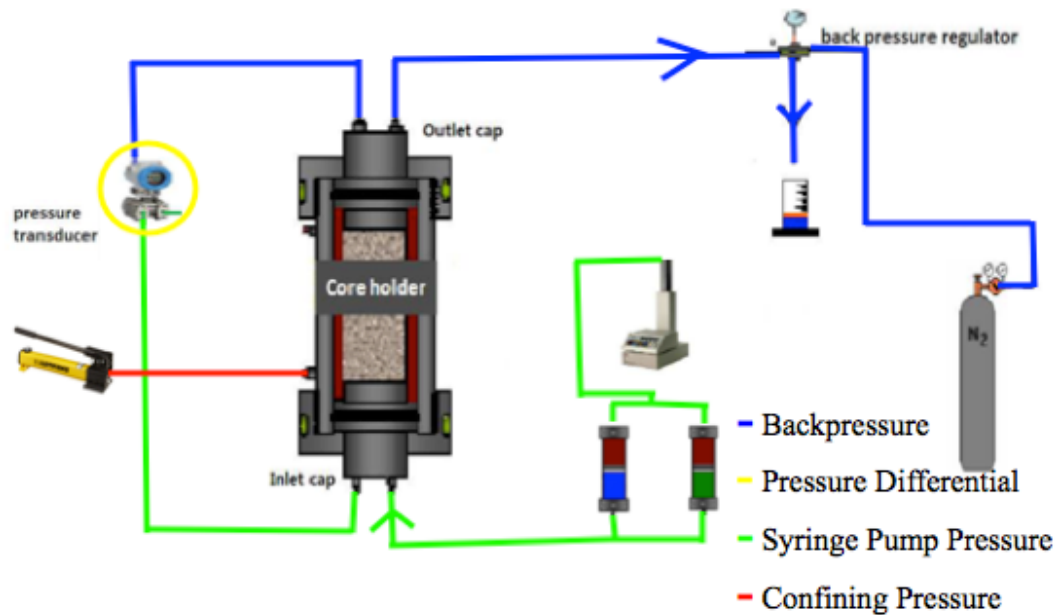 back pressure regulator
Outlet cap
pressure
transducer
Core holder
N2
Inlet cap
Backpressure
Pressure Differential
Syringe Pump Pressure
Confining Pressure